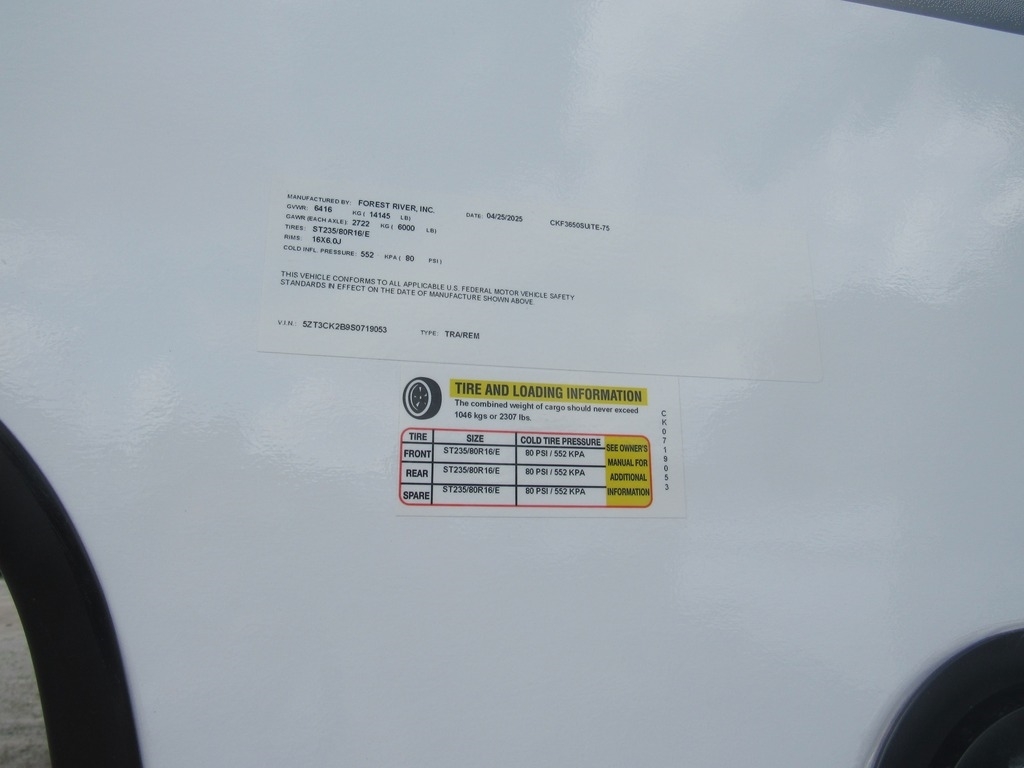 MANUFACTURED BY: FOREST RIVER, INC. DATE: 04/25/2025 CKF3650SUITE-75
GVWR: 6416 KG ( 14145 LB)
GAWR (EACH AXLE): 2722 KG ( 6000 LB)
TIRES: ST235/80R16/E
RIMS: 16X6.0J
COLD INFL. PRESSURE: 552 KPA ( 80 PSI )
THIS VEHICLE CONFORMS TO ALL APPLICABLE U.S. FEDERAL MOTOR VEHICLE SAFETY
STANDARDS IN EFFECT ON THE DATE OF MANUFACTURE SHOWN ABOVE.
V.I.N.: 5ZT3CK2B9S0719053 TYPE: TRA/REM
TIRE AND LOADING INFORMATION
The combined weight of cargo should never exceed
1046 kgs or 2307 lbs.
TIRE SIZE COLD TIRE PRESSURE
FRONT ST235/80R16/E 80 PSI / 552 KPA
REAR ST235/80R16/E 80 PSI / 552 KPA
SPARE ST235/80R16/E 80 PSI / 552 KPA
SEE OWNER'S
MANUAL FOR
ADDITIONAL
INFORMATION
CK0719053